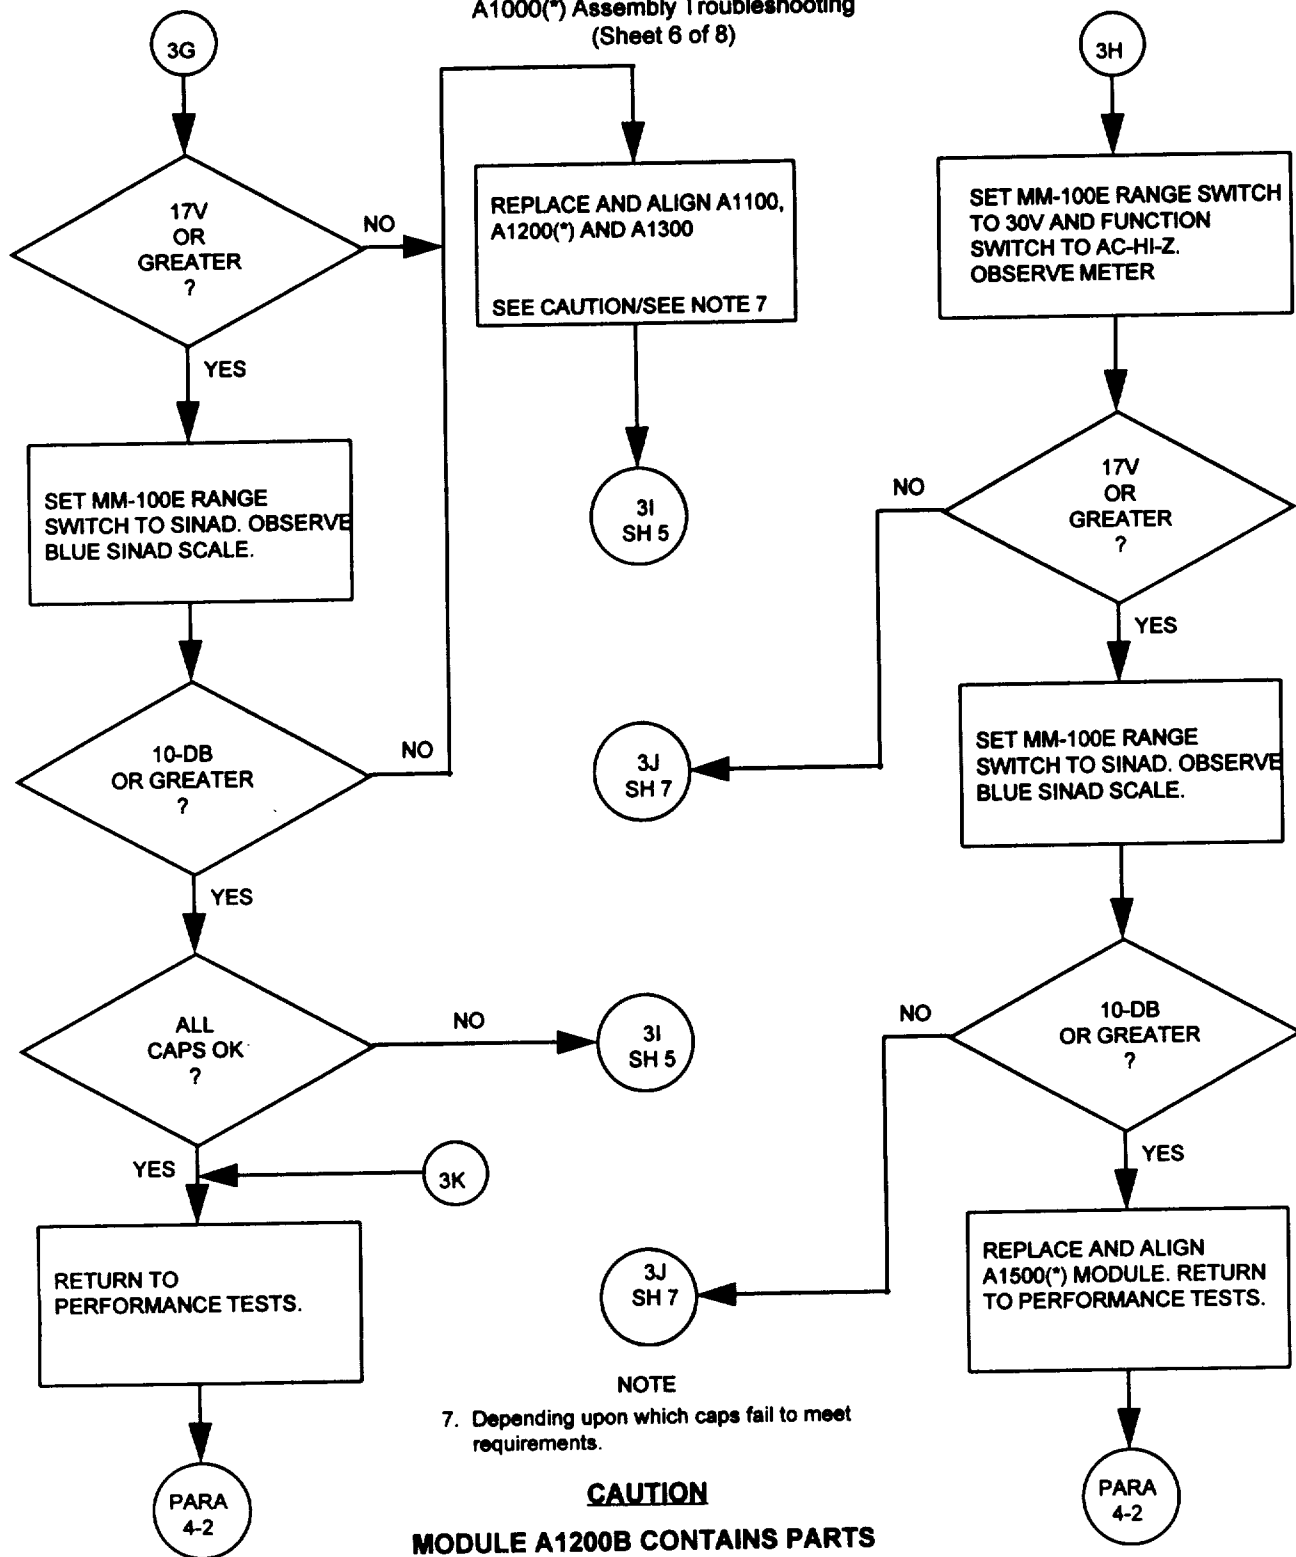 A1000(*) Assembly Troubleshooting
(Sheet 6 of 8)
3G
17V
OR
GREATER
?
NO
YES
SET MM-100E RANGE
SWITCH TO SINAD. OBSERVE
BLUE SINAD SCALE.
10-DB
OR GREATER
?
NO
YES
ALL
CAPS OK
?
NO
3I
SH 5
YES
3K
RETURN TO
PERFORMANCE TESTS.
PARA
4-2
REPLACE AND ALIGN A1100,
A1200(*) AND A1300
SEE CAUTION/SEE NOTE 7
3I
SH 5
3H
SET MM-100E RANGE SWITCH
TO 30V AND FUNCTION
SWITCH TO AC-HI-Z.
OBSERVE METER
17V
OR
GREATER
?
NO
3J
SH 7
YES
SET MM-100E RANGE
SWITCH TO SINAD. OBSERVE
BLUE SINAD SCALE.
10-DB
OR GREATER
?
NO
3J
SH 7
YES
REPLACE AND ALIGN
A1500(*) MODULE. RETURN
TO PERFORMANCE TESTS.
PARA
4-2
NOTE
7. Depending upon which caps fail to meet
requirements.
CAUTION
MODULE A1200B CONTAINS PARTS